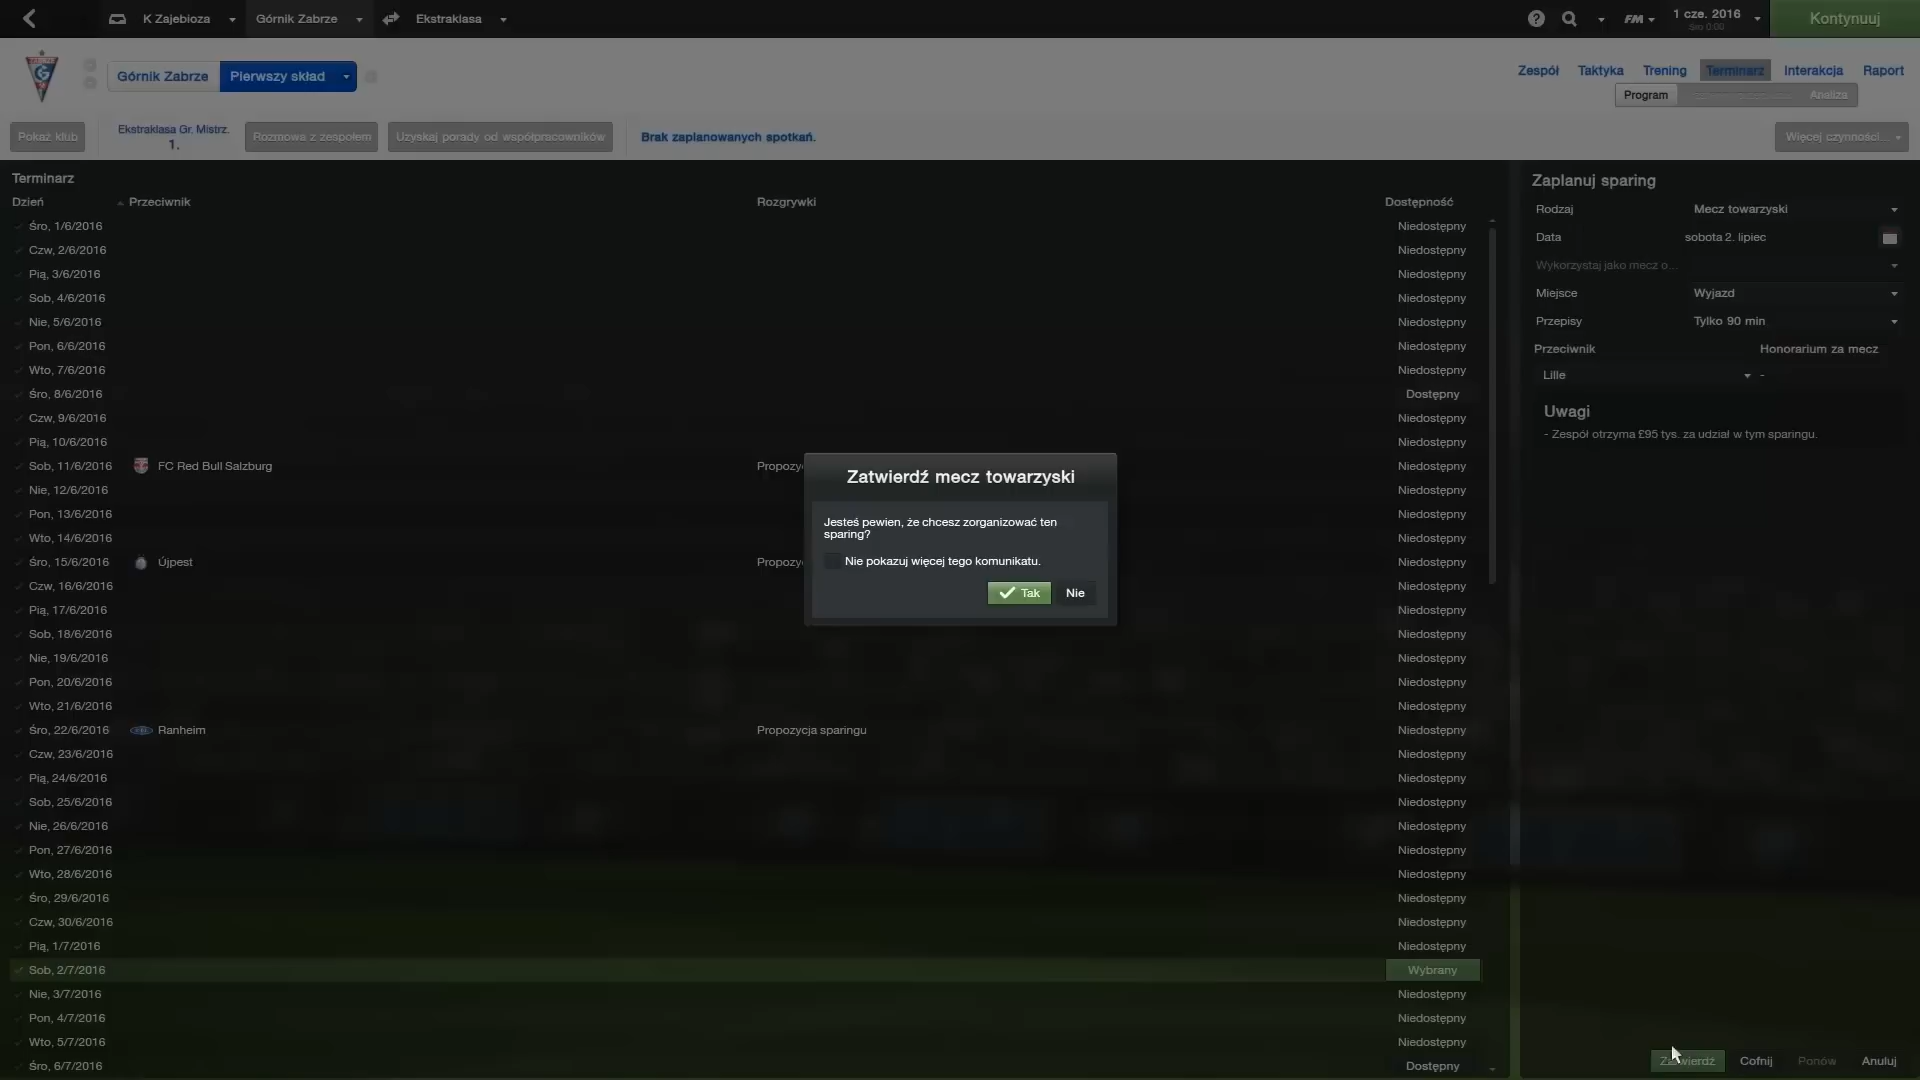 K Zajebioza
Górnik Zabrze
Ekstraklasa
FM
1 cze. 2016
Śro 0:00
Kontynuuj
Górnik Zabrze
Pierwszy skład
Zespół
Taktyka
Trening
Terminarz
Interakcja
Raport
Program
Analiza
Pokaż klub
Ekstraklasa Gr. Mistrz.
1.
Rozmowa z zespołem
Uzyskaj porady od współpracowników
Brak zaplanowanych spotkań.
Więcej czynności...
Terminarz
Dzień Przeciwnik Rozgrywki Dostępność
Śro, 1/6/2016 Niedostępny
Czw, 2/6/2016 Niedostępny
Pią, 3/6/2016 Niedostępny
Sob, 4/6/2016 Niedostępny
Nie, 5/6/2016 Niedostępny
Pon, 6/6/2016 Niedostępny
Wto, 7/6/2016 Niedostępny
Śro, 8/6/2016 Dostępny
Czw, 9/6/2016 Niedostępny
Pią, 10/6/2016 Niedostępny
Sob, 11/6/2016 FC Red Bull Salzburg Propozy Niedostępny
Nie, 12/6/2016 Niedostępny
Pon, 13/6/2016 Niedostępny
Wto, 14/6/2016 Niedostępny
Śro, 15/6/2016 Újpest Propozy Niedostępny
Czw, 16/6/2016 Niedostępny
Pią, 17/6/2016 Niedostępny
Sob, 18/6/2016 Niedostępny
Nie, 19/6/2016 Niedostępny
Pon, 20/6/2016 Niedostępny
Wto, 21/6/2016 Niedostępny
Śro, 22/6/2016 Ranheim Propozycja sparingu Niedostępny
Czw, 23/6/2016 Niedostępny
Pią, 24/6/2016 Niedostępny
Sob, 25/6/2016 Niedostępny
Nie, 26/6/2016 Niedostępny
Pon, 27/6/2016 Niedostępny
Wto, 28/6/2016 Niedostępny
Śro, 29/6/2016 Niedostępny
Czw, 30/6/2016 Niedostępny
Pią, 1/7/2016 Niedostępny
Sob, 2/7/2016 Wybrany
Nie, 3/7/2016 Niedostępny
Pon, 4/7/2016 Niedostępny
Wto, 5/7/2016 Niedostępny
Śro, 6/7/2016 Dostępny
Zatwierdź mecz towarzyski
Jesteś pewien, że chcesz zorganizować ten
sparing?
Nie pokazuj więcej tego komunikatu.
Tak
Nie
Zaplanuj sparing
Rodzaj Mecz towarzyski
Data sobota 2. lipiec
Wykorzystaj jako mecz o...
Miejsce Wyjazd
Przepisy Tylko 90 min
Przeciwnik Honorarium za mecz
Lille -
Uwagi
- Zespół otrzyma £95 tys. za udział w tym sparingu.
Zatwierdź
Cofnij
Ponów
Anuluj